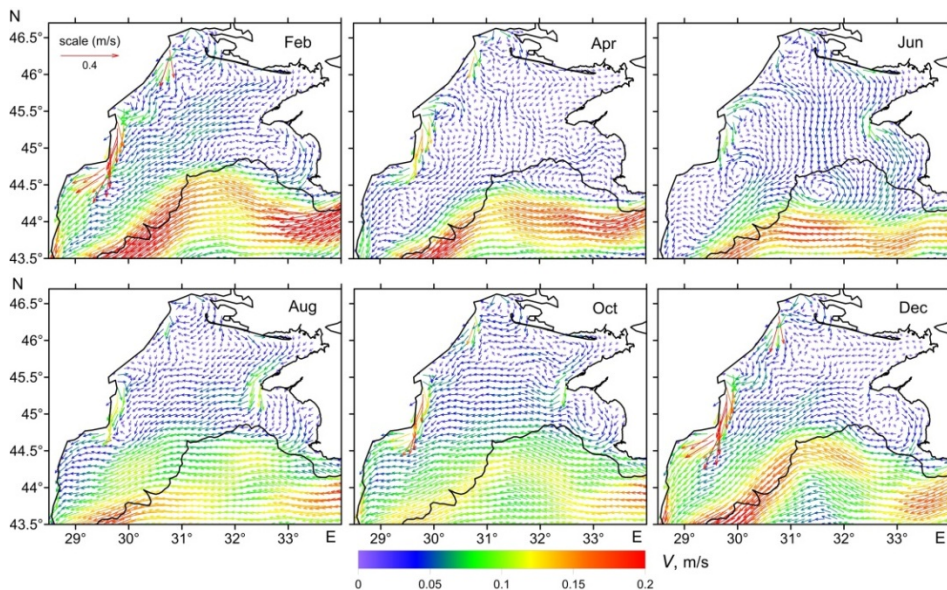 N
46.5°
46°
45.5°
45°
44.5°
44°
43.5°
scale (m/s)
0.4
Feb
Apr
Jun
N
46.5°
46°
45.5°
45°
44.5°
44°
43.5°
Aug
Oct
Dec
29° 30° 31° 32° 33° E
29° 30° 31° 32° 33° E
29° 30° 31° 32° 33° E
V, m/s
0 0.05 0.1 0.15 0.2